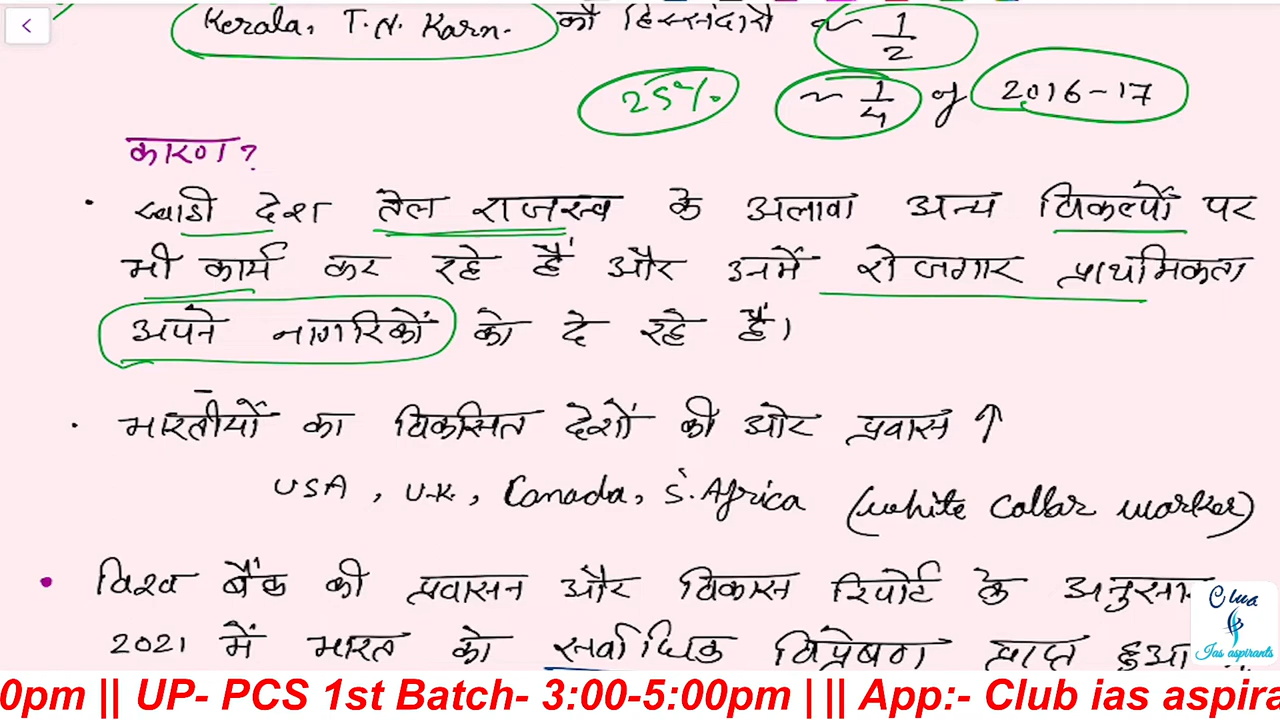 Kerala, T.N. Karn. की हिस्सेदारी ~ 1/2
25% ~ 1/4 of 2016-17
कारण?
• खाडी देश तेल राजस्व के अलावा अन्य विकल्पों पर
भी कार्य कर रहे हैं और उनमें रोजगार प्राथमिकता
अपने नागरिकों को दे रहे हैं।
• भारतीयों का विकसित देशों की ओर प्रवास ↑
USA, U.K., Canada, S. Africa (white collar worker)
• विश्व बैंक की प्रवासन और विकास रिपोर्ट के
2021 में भारत को सर्वाधिक विप्रेषण प्राप्त हुआ
Club
Ias aspirants
0pm || UP- PCS 1st Batch- 3:00-5:00pm | || App:- Club ias aspira